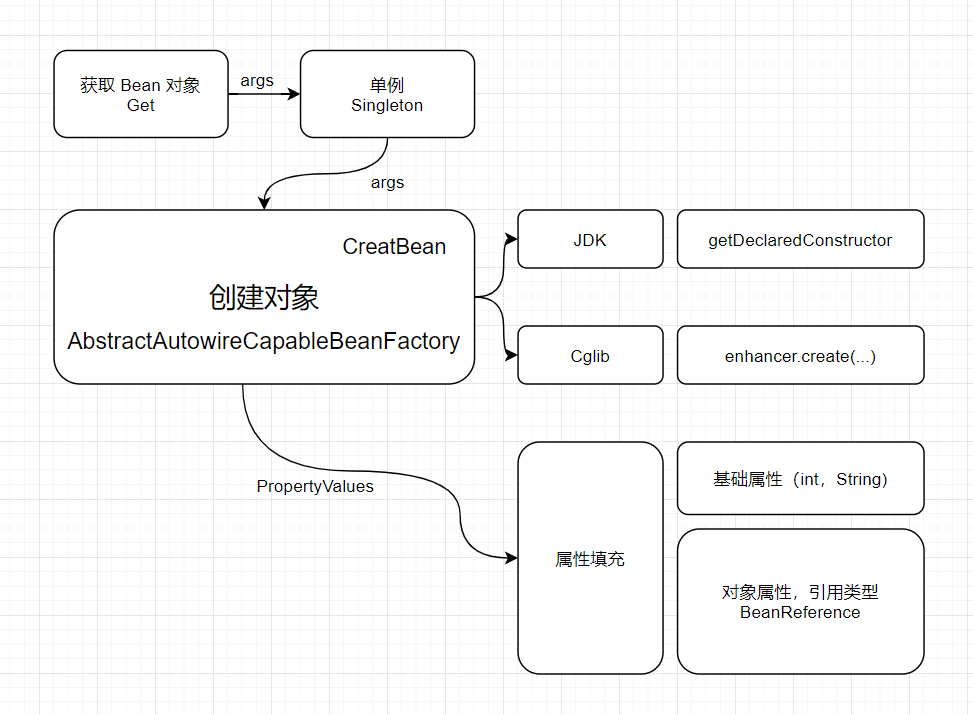 获取 Bean 对象
Get
args
单例
Singleton
args
CreatBean
创建对象
AbstractAutowireCapableBeanFactory
JDK
getDeclaredConstructor
Cglib
enhancer.create(...)
PropertyValues
属性填充
基础属性（int，String)
对象属性，引用类型
BeanReference